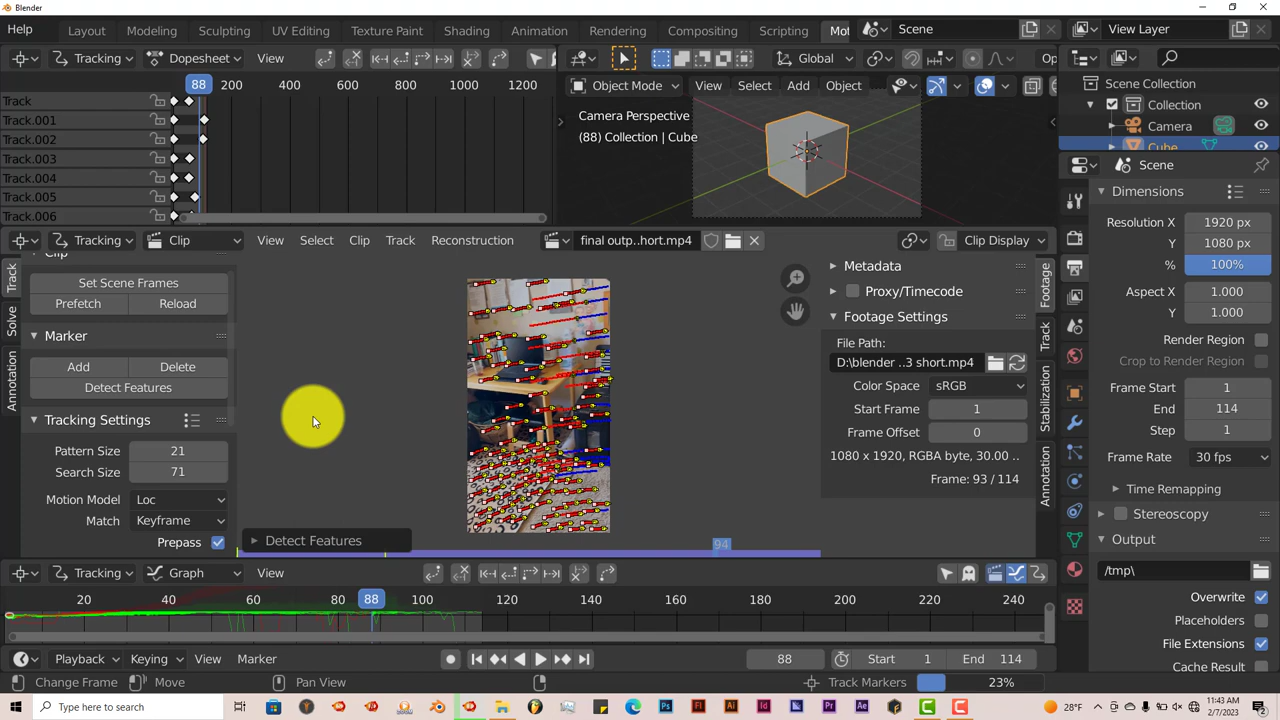 Blender
Help Layout Modeling Sculpting UV Editing Texture Paint Shading Animation Rendering Compositing Scripting Mot Scene View Layer
Tracking Dopesheet View Global Op
88 200 400 600 800 1000 1200
Object Mode View Select Add Object
Track
Track.001
Track.002
Track.003
Track.004
Track.005
Track.006
Camera Perspective
(88) Collection | Cube
Scene Collection
Collection
Camera
Cube
Scene
Dimensions
Resolution X 1920 px
Y 1080 px
% 100%
Aspect X 1.000
Y 1.000
Render Region
Crop to Render Region
Frame Start 1
End 114
Step 1
Frame Rate 30 fps
Time Remapping
Stereoscopy
Output
/tmp\
Overwrite
Placeholders
File Extensions
Cache Result
Tracking Clip View Select Clip Track Reconstruction final outp..hort.mp4 Clip Display
Track
Solve
Annotation
Clip
Set Scene Frames
Prefetch Reload
Marker
Add Delete
Detect Features
Tracking Settings
Pattern Size 21
Search Size 71
Motion Model Loc
Match Keyframe
Prepass
Detect Features
94
Metadata
Proxy/Timecode
Footage Settings
File Path:
D:\blender ..3 short.mp4
Color Space sRGB
Start Frame 1
Frame Offset 0
1080 x 1920, RGBA byte, 30.00 ..
Frame: 93 / 114
Footage
Track
Stabilization
Annotation
Tracking Graph View
20 40 60 88 100 120 140 160 180 200 220 240
Playback Keying View Marker 88 Start 1 End 114
Change Frame Move Pan View Track Markers 23%
Type here to search
Ps Fl Ai Id Pr Ae
28°F
11:43 AM
2/7/2023
2